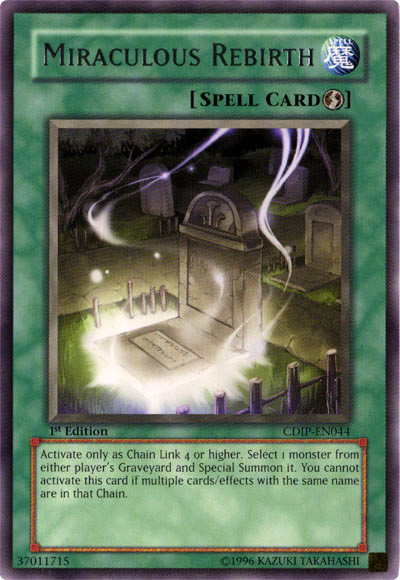 MIRACULOUS REBIRTH 魔
[SPELL CARD]
1st Edition CDIP-EN044
Activate only as Chain Link 4 or higher. Select 1 monster from
either player's Graveyard and Special Summon it. You cannot
activate this card if multiple cards/effects with the same name
are in that Chain.
37011715 ©1996 KAZUKI TAKAHASHI